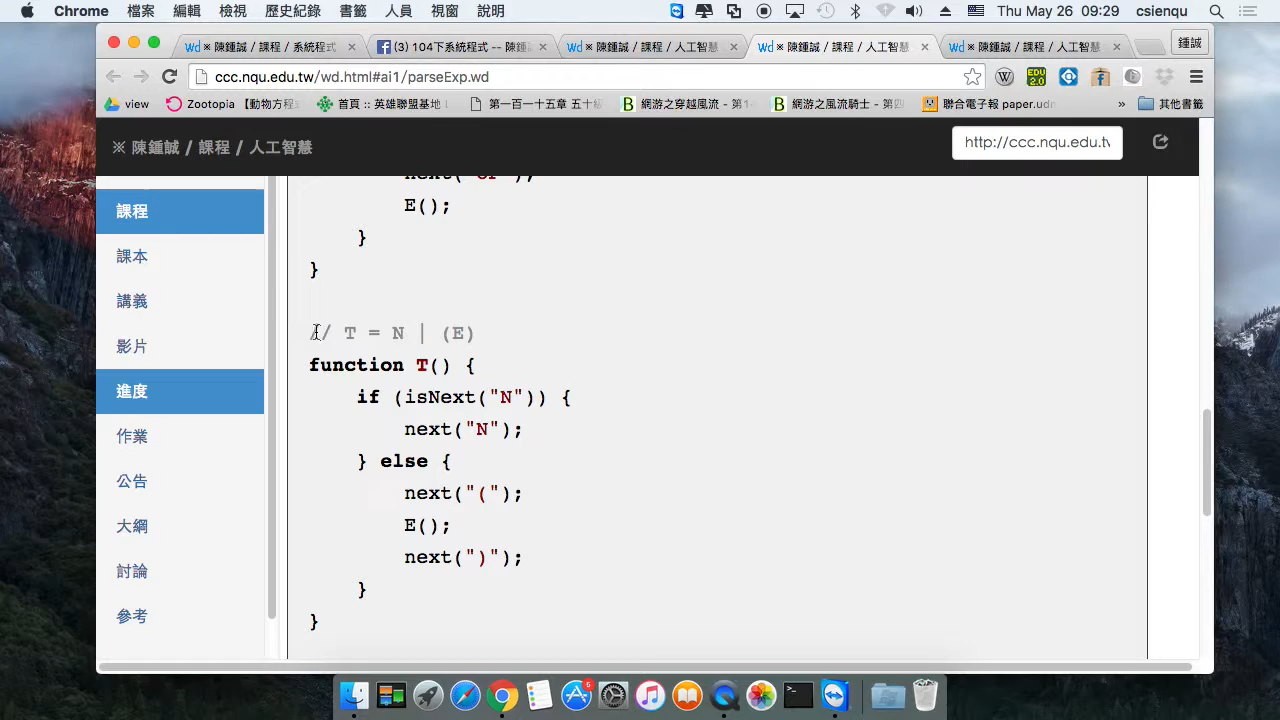 Chrome 檔案 編輯 檢視 歷史紀錄 書籤 人員 視窗 說明 Thu May 26 09:29 csienqu
※ 陳鍾誠 / 課程 / 系統程式
(3) 104下系統程式 -- 陳鍾
※ 陳鍾誠 / 課程 / 人工智慧
※ 陳鍾誠 / 課程 / 人工智慧
※ 陳鍾誠 / 課程 / 人工智慧
鍾誠
ccc.nqu.edu.tw/wd.html#ai1/parseExp.wd
view Zootopia 【動物方程 首頁 :: 英雄聯盟基地 第一百一十五章 五十級 網游之穿越風流 - 第1 網游之風流騎士 - 第四 聯合電子報 paper.udn » 其他書籤
※ 陳鍾誠 / 課程 / 人工智慧
http://ccc.nqu.edu.tv
課程
課本
講義
影片
進度
作業
公告
大綱
討論
參考
next("or");
E();
}
}
// T = N | (E)
function T() {
if (isNext("N")) {
next("N");
} else {
next("(");
E();
next(")");
}
}
6